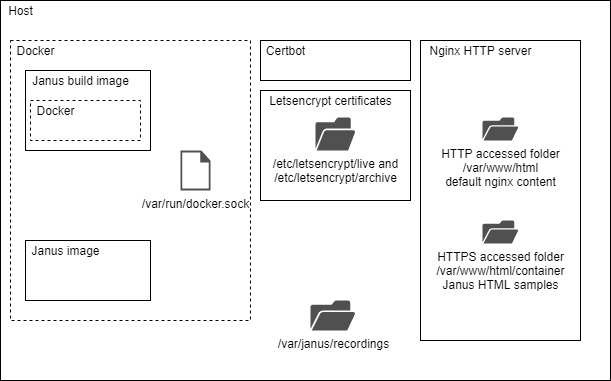 Host
Docker
Janus build image
Docker
/var/run/docker.sock
Janus image
Certbot
Letsencrypt certificates
/etc/letsencrypt/live and
/etc/letsencrypt/archive
/var/janus/recordings
Nginx HTTP server
HTTP accessed folder
/var/www/html
default nginx content
HTTPS accessed folder
/var/www/html/container
Janus HTML samples